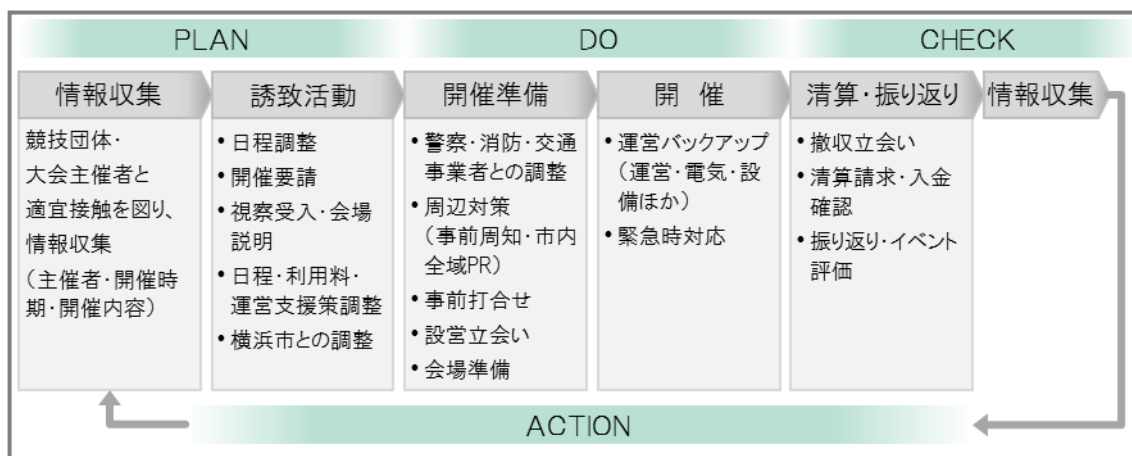 PLAN
DO
CHECK
情報収集
誘致活動
開催準備
開 催
清算・振り返り
情報収集
競技団体・
大会主催者と
適宜接触を図り、
情報収集
（主催者・開催時
期・開催内容）
• 日程調整
• 開催要請
• 視察受入・会場
説明
• 日程・利用料・
運営支援策調整
• 横浜市との調整
• 警察・消防・交通
事業者との調整
• 周辺対策
（事前周知・市内
全域PR）
• 事前打合せ
• 設営立会い
• 会場準備
• 運営バックアップ
（運営・電気・設
備ほか）
• 緊急時対応
• 撤収立会い
• 清算請求・入金
確認
• 振り返り・イベント
評価
ACTION